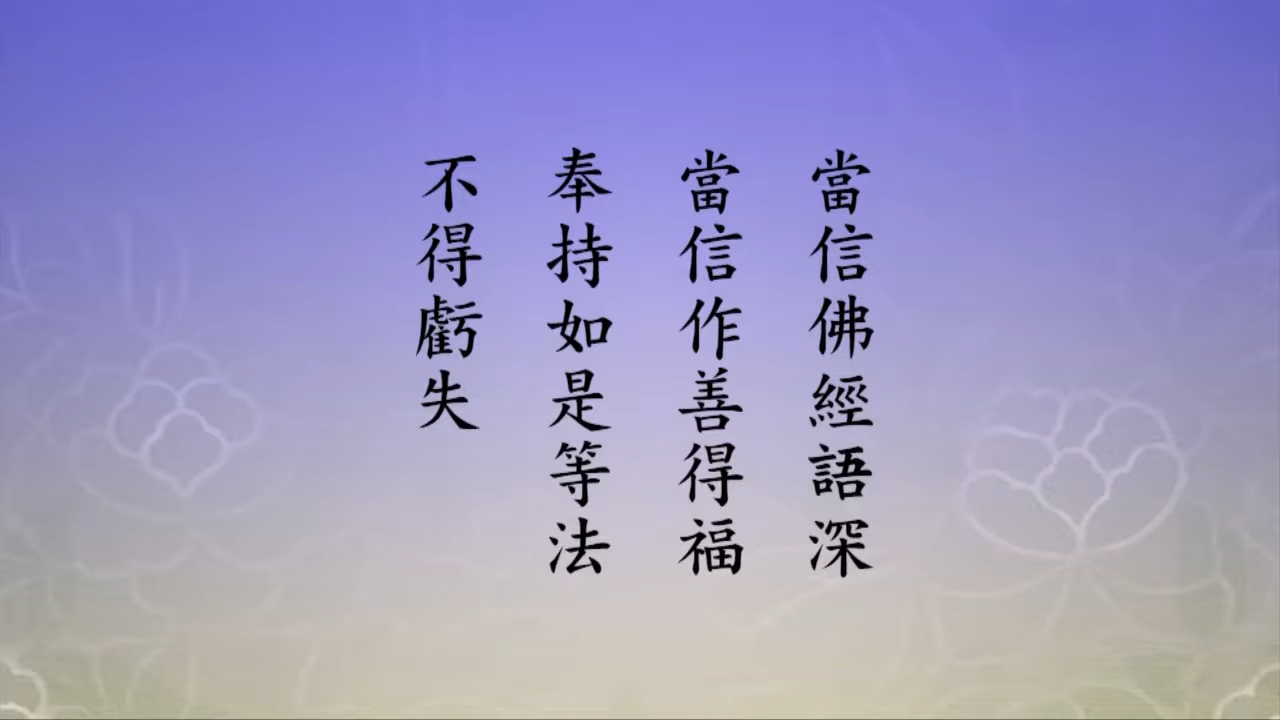 當信佛經語深
當信作善得福
奉持如是等法
不得虧失